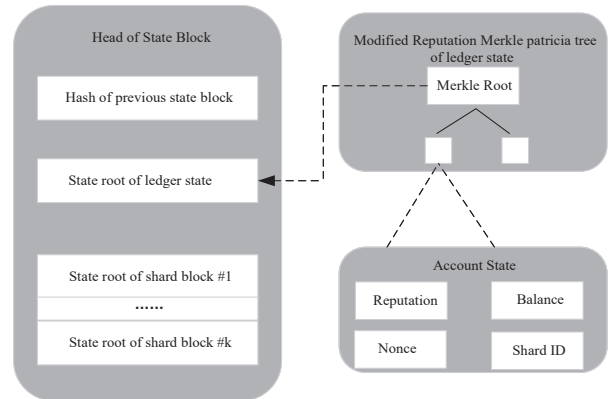 Head of State Block
Hash of previous state block
State root of ledger state
State root of shard block #1
......
State root of shard block #k
Modified Reputation Merkle patricia tree
of ledger state
Merkle Root
Account State
Reputation
Balance
Nonce
Shard ID